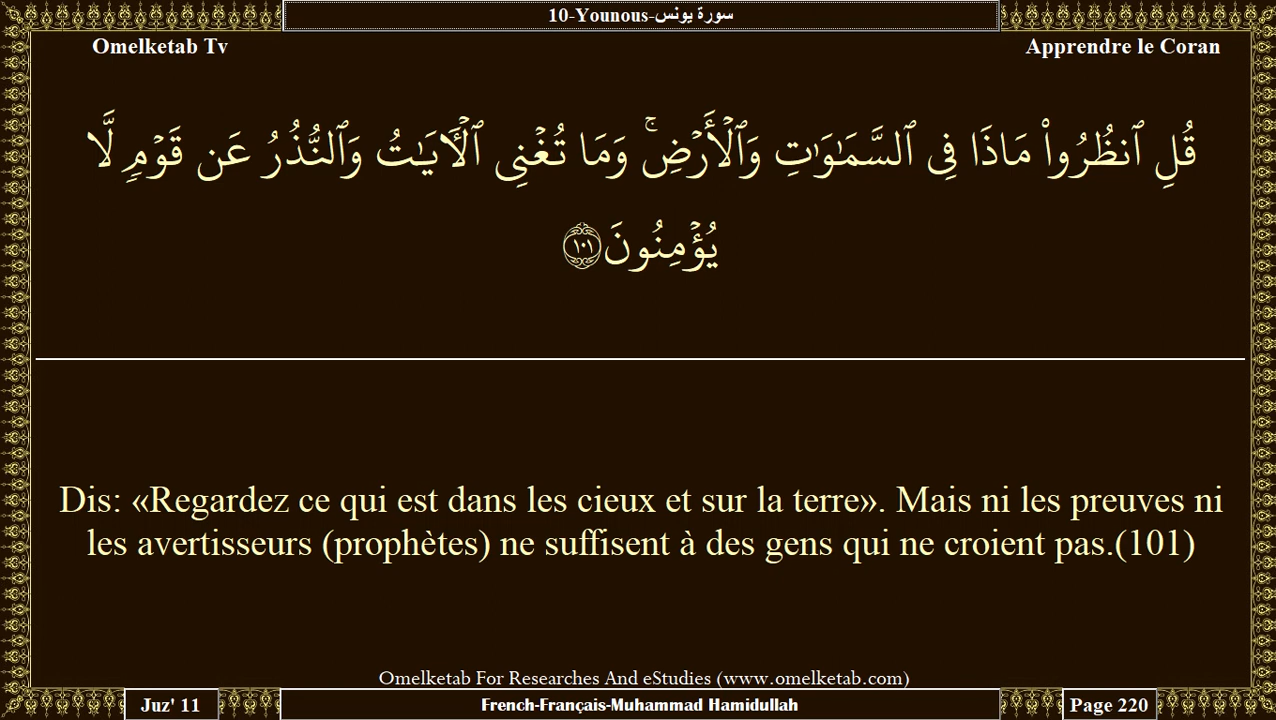 10-Younous-سورة يونس
Omelketab Tv
Apprendre le Coran
قُلِ ٱنظُرُوا۟ مَاذَا فِى ٱلسَّمَـٰوَٰتِ وَٱلْأَرْضِ ۚ وَمَا تُغْنِى ٱلْـَٔايَـٰتُ وَٱلنُّذُرُ عَن قَوْمٍۢ لَّا
يُؤْمِنُونَ ١٠١
Dis: «Regardez ce qui est dans les cieux et sur la terre». Mais ni les preuves ni
les avertisseurs (prophètes) ne suffisent à des gens qui ne croient pas.(101)
Omelketab For Researches And eStudies (www.omelketab.com)
Juz' 11
French-Français-Muhammad Hamidullah
Page 220